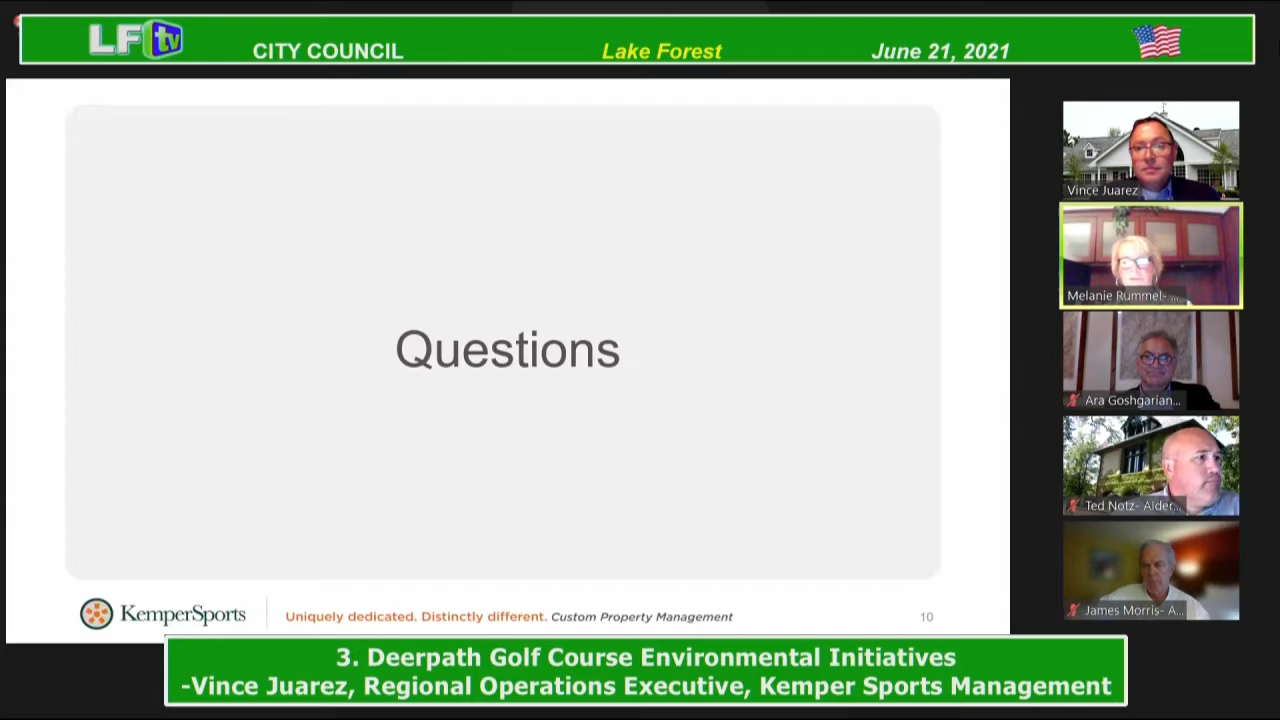 LFtv
CITY COUNCIL
Lake Forest
June 21, 2021
Questions
KemperSports
Uniquely dedicated. Distinctly different. Custom Property Management
10
Vince Juarez
Melanie Rummel- ...
Ara Goshgarian...
Ted Notz- Alder...
James Morris- A...
3. Deerpath Golf Course Environmental Initiatives
-Vince Juarez, Regional Operations Executive, Kemper Sports Management